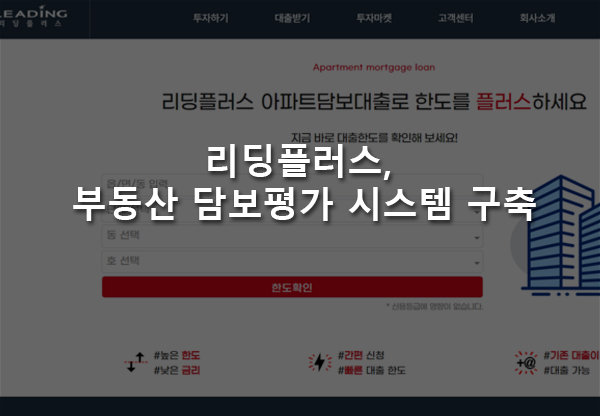 LEADING
리딩플러스
투자하기 대출받기 투자마켓 고객센터 회사소개
Apartment mortgage loan
리딩플러스 아파트담보대출로 한도를 플러스하세요
지금 바로 대출한도를 확인해 보세요!
읍/면/동 입력
리딩플러스,
부동산 담보평가 시스템 구축
동 선택
호 선택
한도확인
* 신용등급에 영향이 없습니다.
#높은 한도
#낮은 금리
#간편 신청
#빠른 대출 한도
#기존 대출이
#대출 가능